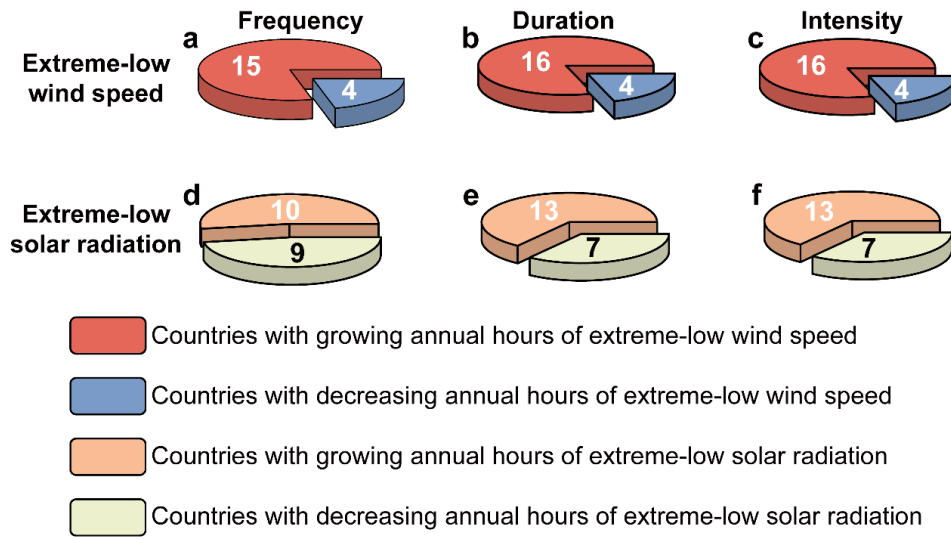 Frequency
Duration
Intensity
Extreme-low
wind speed
a
15
4
b
16
4
c
16
4
Extreme-low
solar radiation
d
10
9
e
13
7
f
13
7
Countries with growing annual hours of extreme-low wind speed
Countries with decreasing annual hours of extreme-low wind speed
Countries with growing annual hours of extreme-low solar radiation
Countries with decreasing annual hours of extreme-low solar radiation